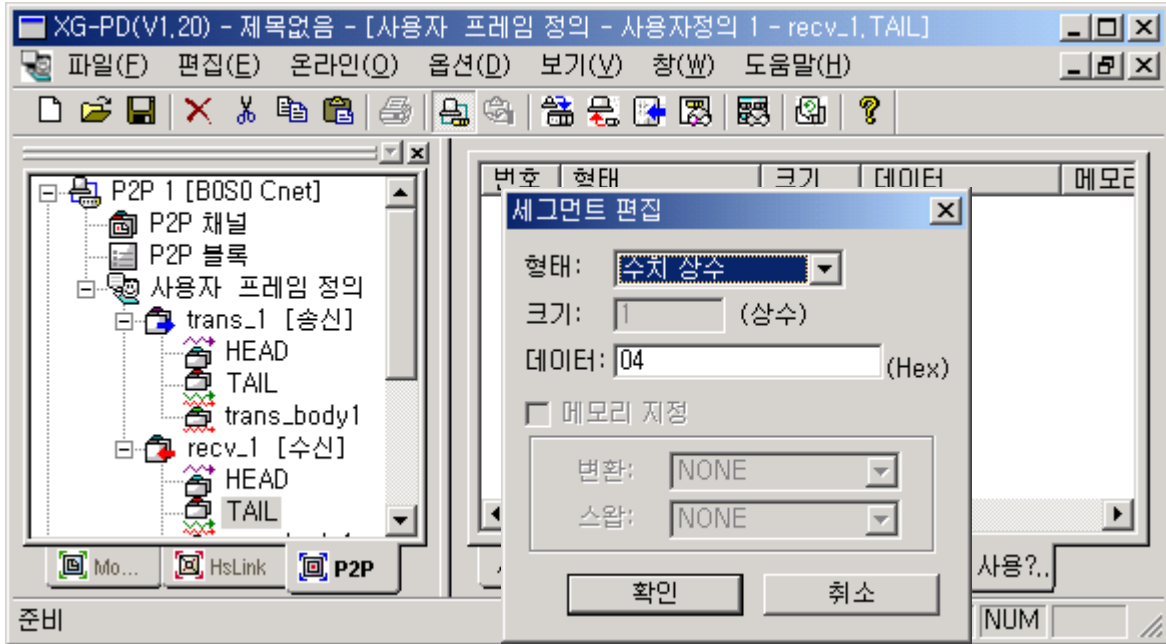 XG-PD(V1,20) - 제목없음 - [사용자 프레임 정의 - 사용자정의 1 - recv_1,TAIL]
파일(F) 편집(E) 온라인(O) 옵션(D) 보기(V) 창(W) 도움말(H)
P2P 1 [B0S0 Cnet]
P2P 채널
P2P 블록
사용자 프레임 정의
trans_1 [송신]
HEAD
TAIL
trans_body1
recv_1 [수신]
HEAD
TAIL
Mo... HsLink P2P
번호 형태 크기 데이터
세그먼트 편집
형태: 수치 상수
크기: 1 (상수)
데이터: 04 (Hex)
메모리 지정
변환: NONE
스왑: NONE
확인 취소
사용?..
준비 NUM